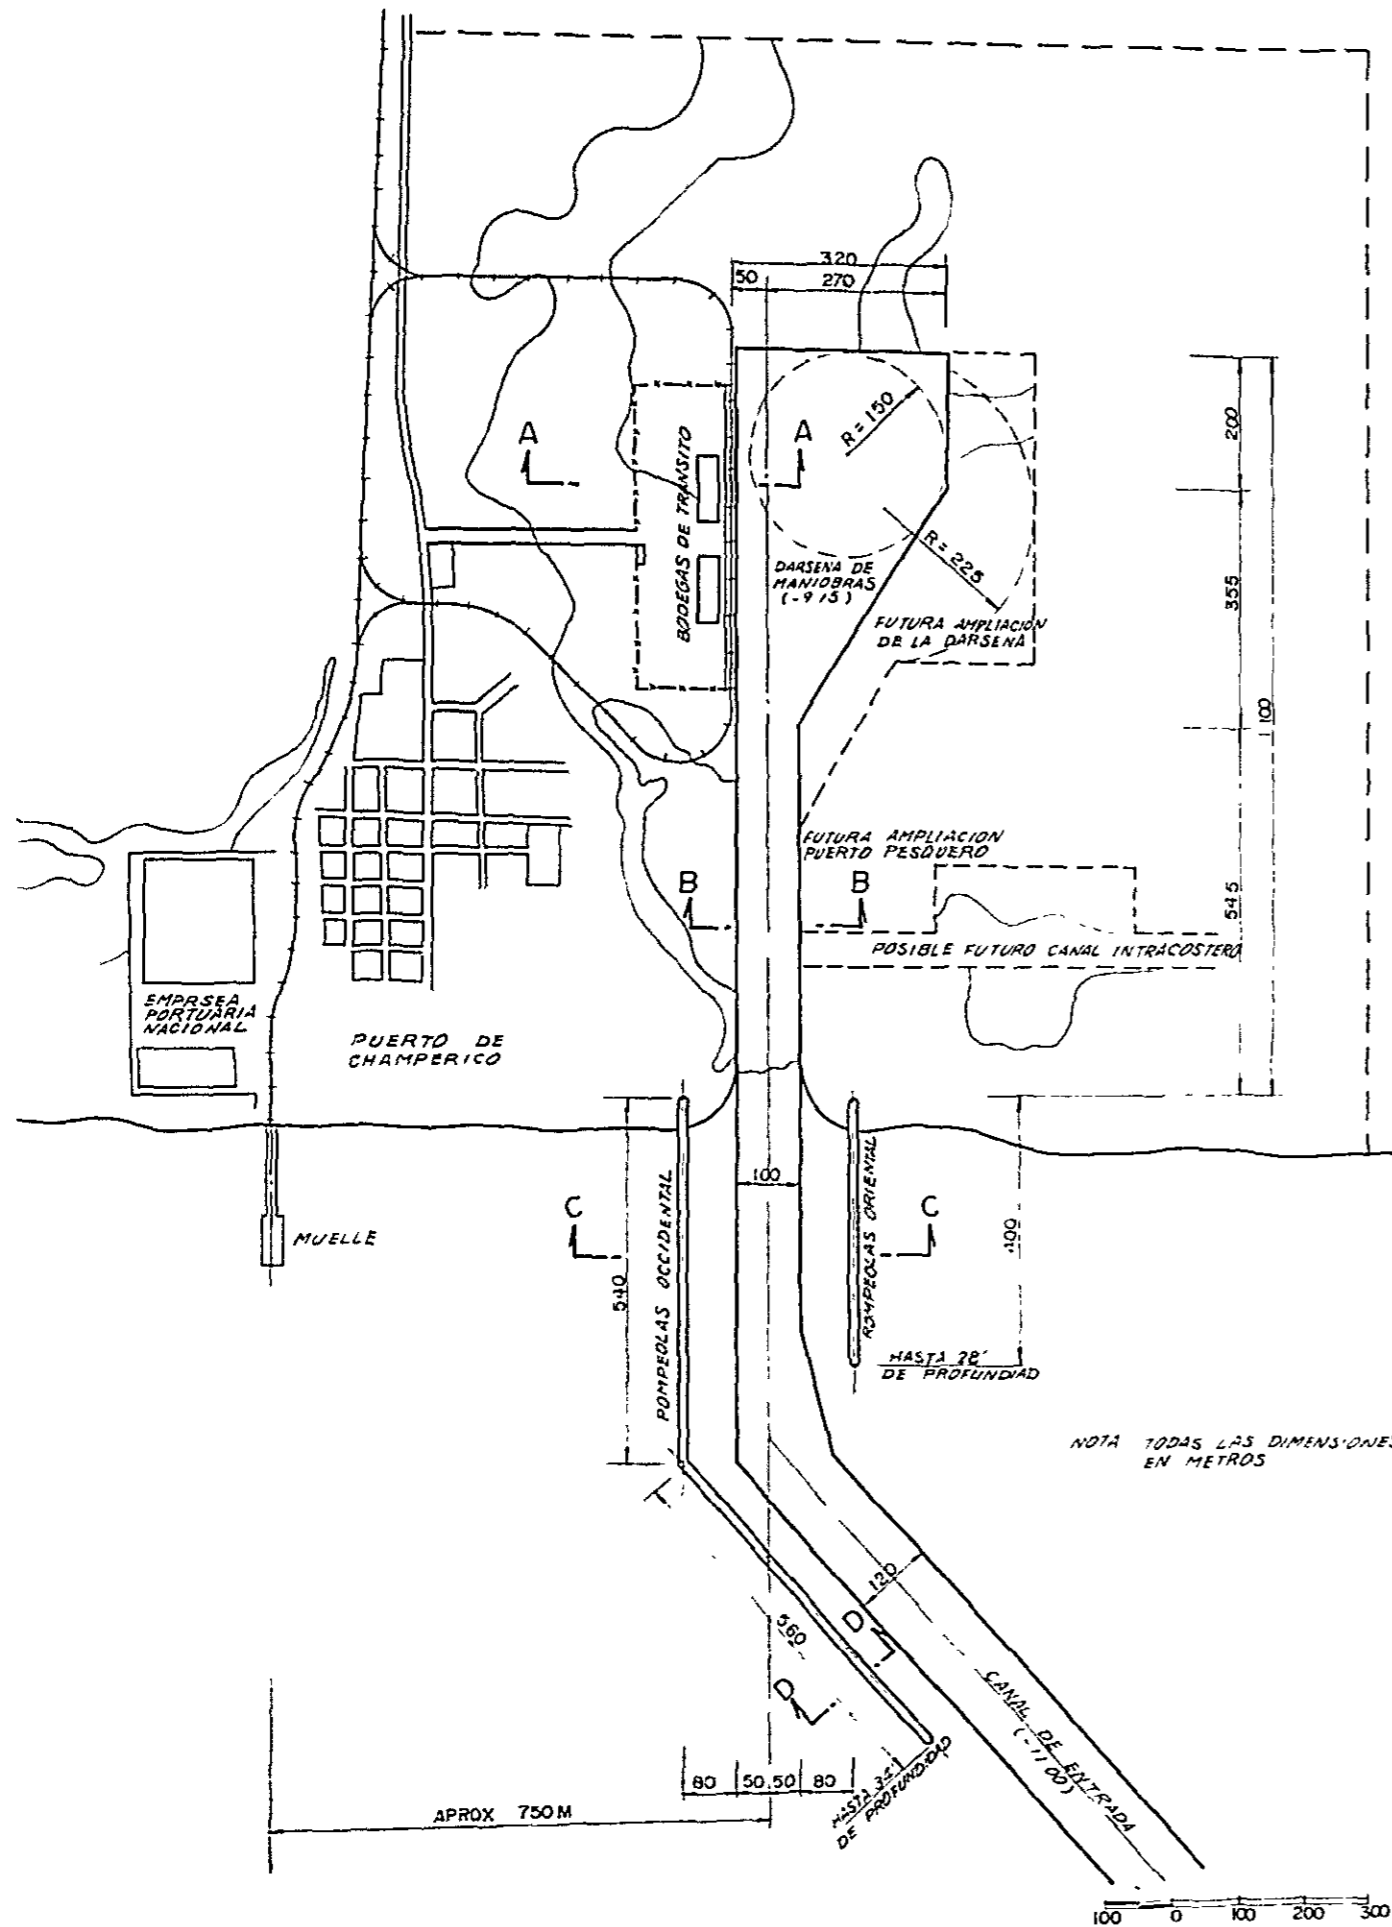 320
50
270
A
A
R=150
200
BODEGAS DE TRANSITO
R=225
DARSENA DE
MANIOBRAS
(-9 15)
355
FUTURA AMPLIACION
DE LA DARSENA
1100
FUTURA AMPLIACION
PUERTO PESQUERO
B
B
545
POSIBLE FUTURO CANAL INTRACOSTERO
EMPRSEA
PORTUARIA
NACIONAL
PUERTO DE
CHAMPERICO
100
C
C
MUELLE
540
POMPEOLAS OCCIDENTAL
ROMPEOLAS ORIENTAL
400
HASTA 28'
DE PROFUNDIAD
NOTA TODAS LAS DIMENSIONES
EN METROS
120
D
560
D
CANAL DE ENTRADA
(-11 00)
80
50.50
80
HASTA
DE PROFUNDIDAD
APROX 750 M
100
0
100
200
300